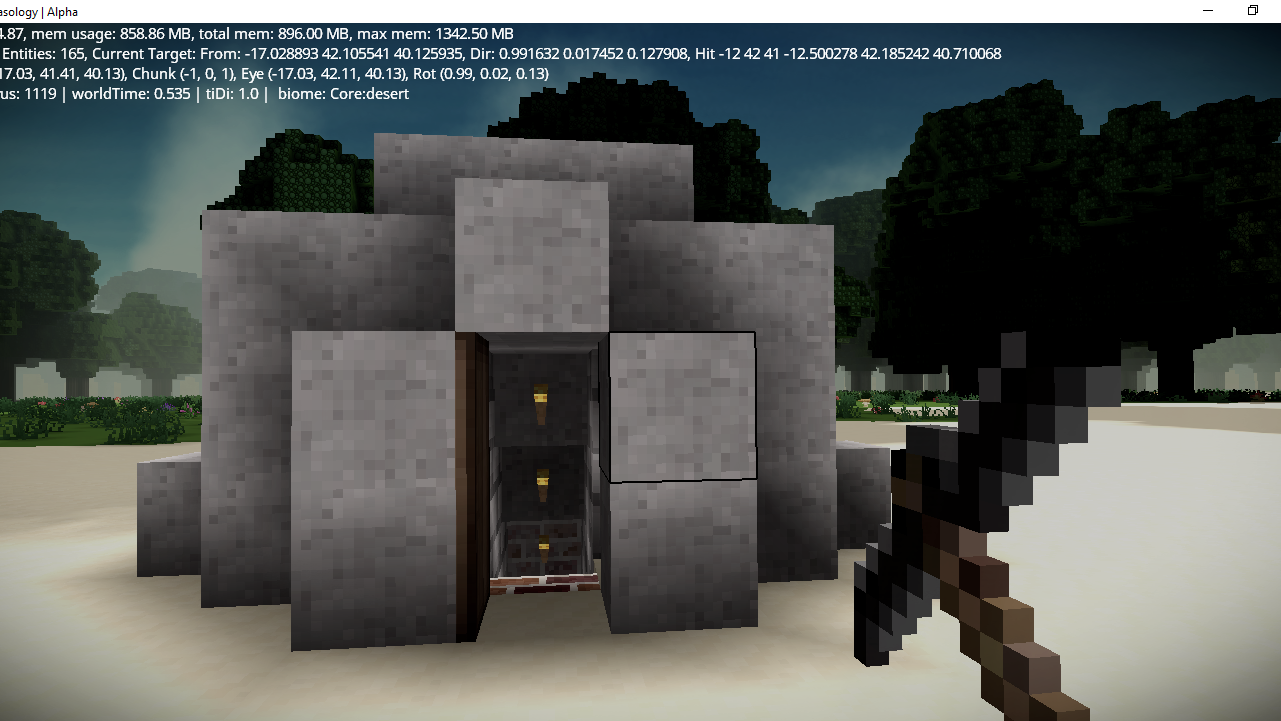 asology | Alpha
4.87, mem usage: 858.86 MB, total mem: 896.00 MB, max mem: 1342.50 MB
Entities: 165, Current Target: From: -17.028893 42.105541 40.125935, Dir: 0.991632 0.017452 0.127908, Hit -12 42 41 -12.500278 42.185242 40.710068
17.03, 41.41, 40.13), Chunk (-1, 0, 1), Eye (-17.03, 42.11, 40.13), Rot (0.99, 0.02, 0.13)
us: 1119 | worldTime: 0.535 | tiDi: 1.0 | biome: Core:desert